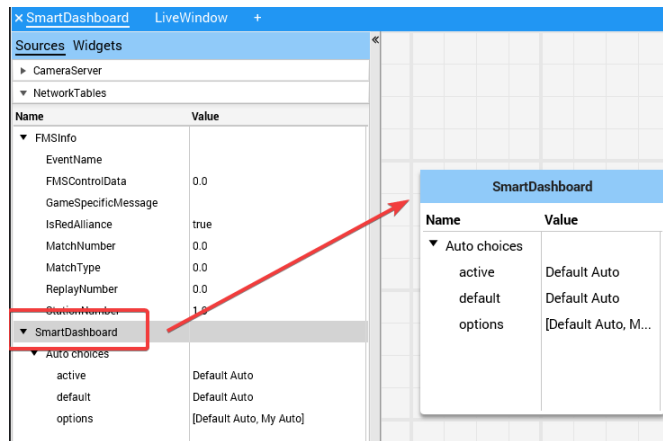 × SmartDashboard LiveWindow +
Sources Widgets «
▶ CameraServer
▼ NetworkTables
Name Value
▼ FMSInfo
EventName
FMSControlData 0.0
GameSpecificMessage
IsRedAlliance true
MatchNumber 0.0
MatchType 0.0
ReplayNumber 0.0
StationNumber 1.0
▼ SmartDashboard
▼ Auto choices
active Default Auto
default Default Auto
options [Default Auto, My Auto]
SmartDashboard
Name Value
▼ Auto choices
active Default Auto
default Default Auto
options [Default Auto, M...